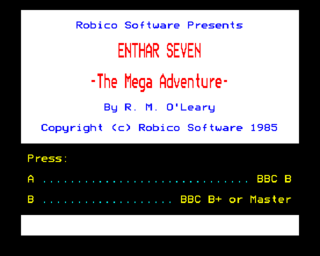 Robico Software Presents
ENTHAR SEVEN
-The Mega Adventure-
By R. M. O'Leary
Copyright (c) Robico Software 1985
Press:
A ............................. BBC B
B .................. BBC B+ or Master